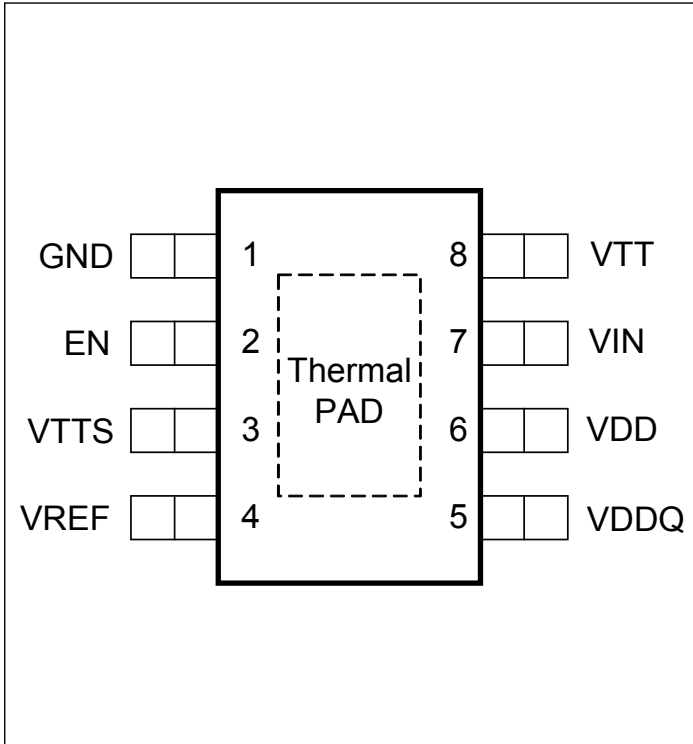 GND 1 8 VTT
EN 2 7 VIN
Thermal
PAD
VTTS 3 6 VDD
VREF 4 5 VDDQ